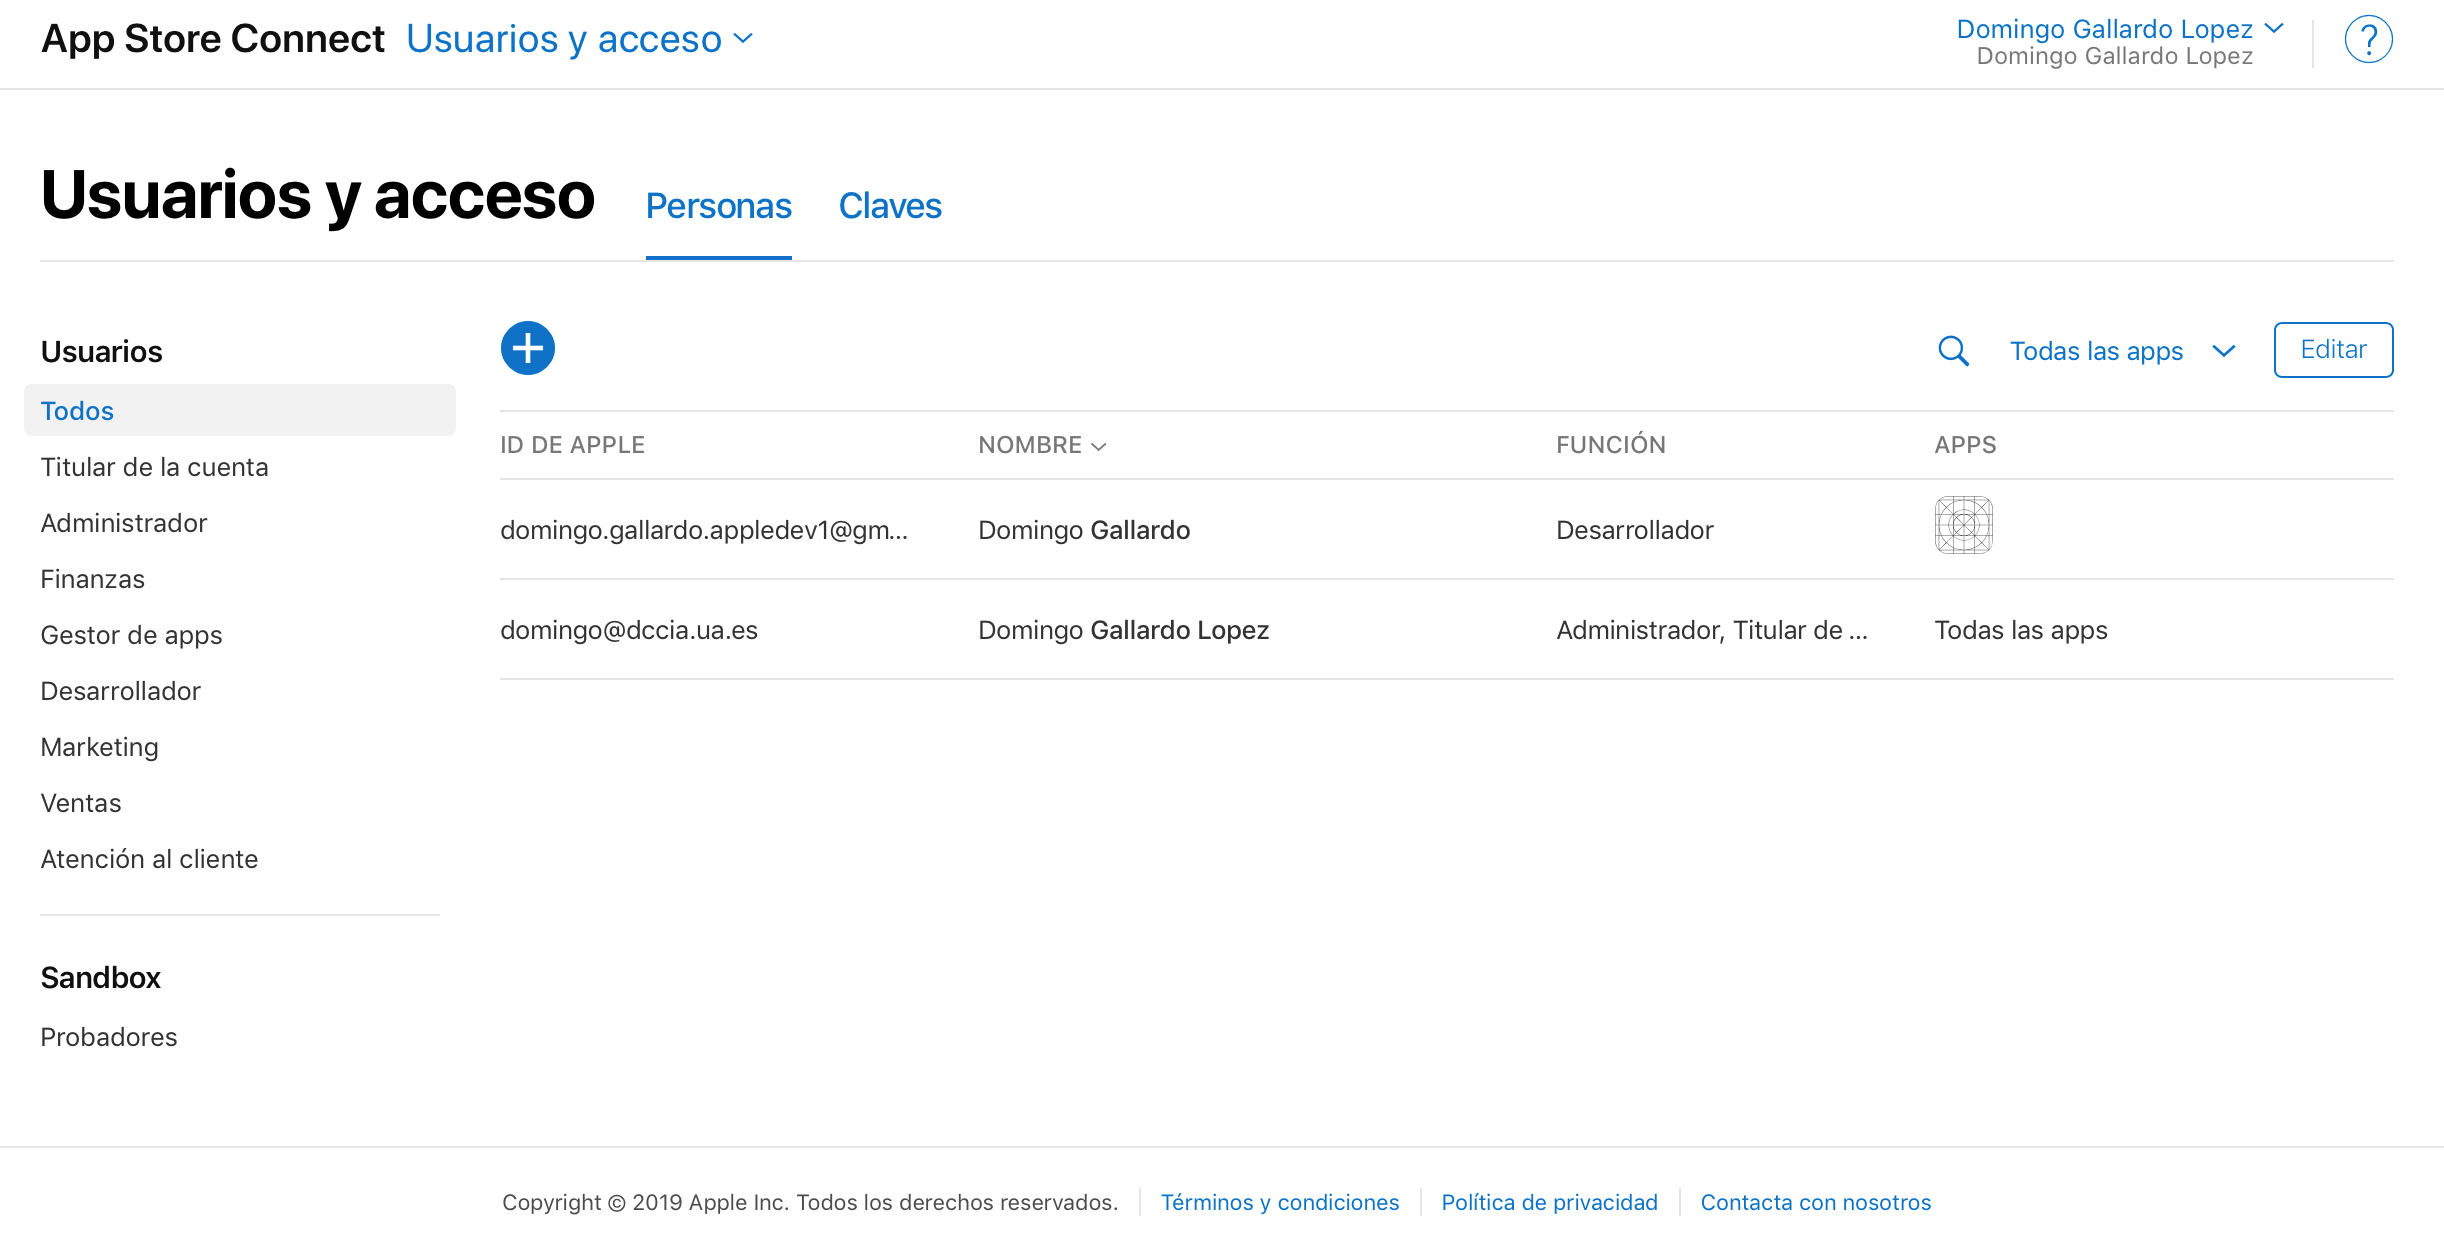 App Store Connect Usuarios y acceso
Domingo Gallardo Lopez
Domingo Gallardo Lopez
?
Usuarios y acceso Personas Claves
Usuarios
Todos
Titular de la cuenta
Administrador
Finanzas
Gestor de apps
Desarrollador
Marketing
Ventas
Atención al cliente
Sandbox
Probadores
Todas las apps Editar
ID DE APPLE NOMBRE FUNCIÓN APPS
domingo.gallardo.appledev1@gm... Domingo Gallardo Desarrollador
domingo@dccia.ua.es Domingo Gallardo Lopez Administrador, Titular de ... Todas las apps
Copyright © 2019 Apple Inc. Todos los derechos reservados. Términos y condiciones Política de privacidad Contacta con nosotros